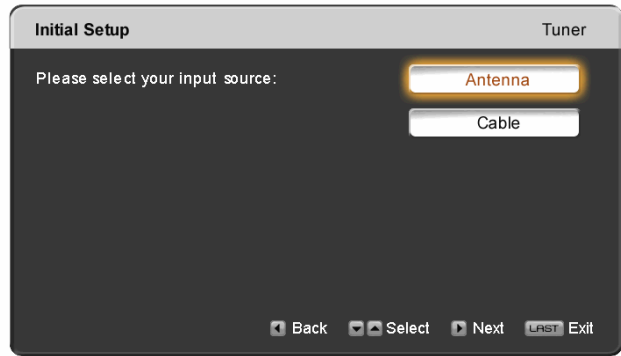 Initial Setup Tuner
Please select your input source: Antenna
Cable
Back Select Next LAST Exit